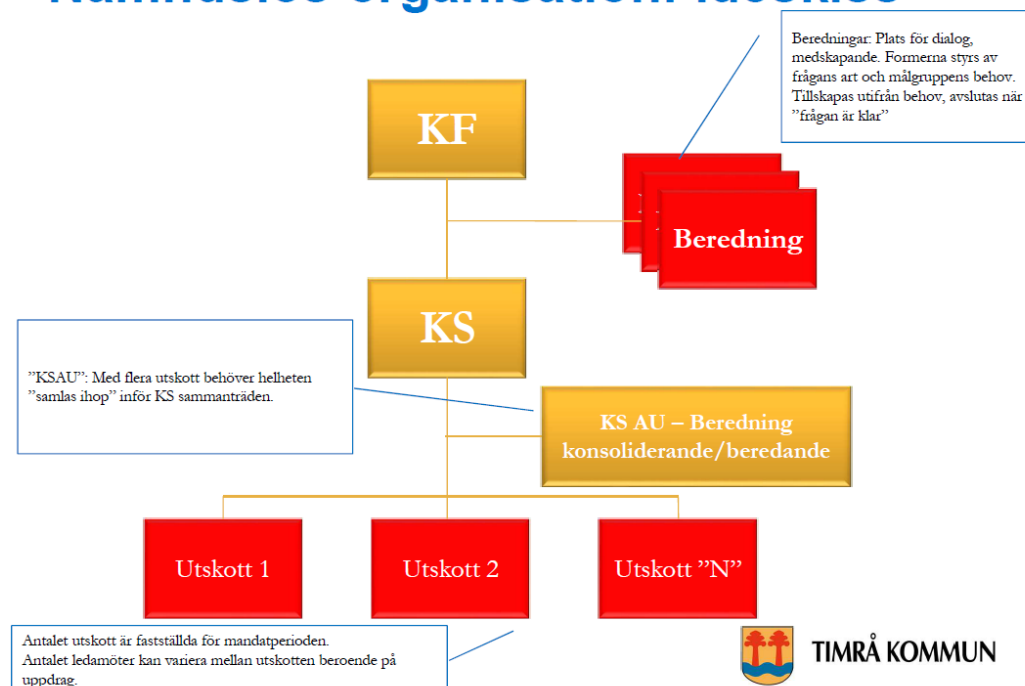 Beredningar: Plats för dialog,
medskapande. Formerna styrs av
frågans art och målgruppens behov.
Tillskapas utifrån behov, avslutas när
”frågan är klar”
KF
Beredning
KS
”KSAU”: Med flera utskott behöver helheten
”samlas ihop” inför KS sammanträden.
KS AU – Beredning
konsoliderande/beredande
Utskott 1
Utskott 2
Utskott ”N”
Antalet utskott är fastställda för mandatperioden.
Antalet ledamöter kan variera mellan utskotten beroende på
uppdrag.
TIMRÅ KOMMUN